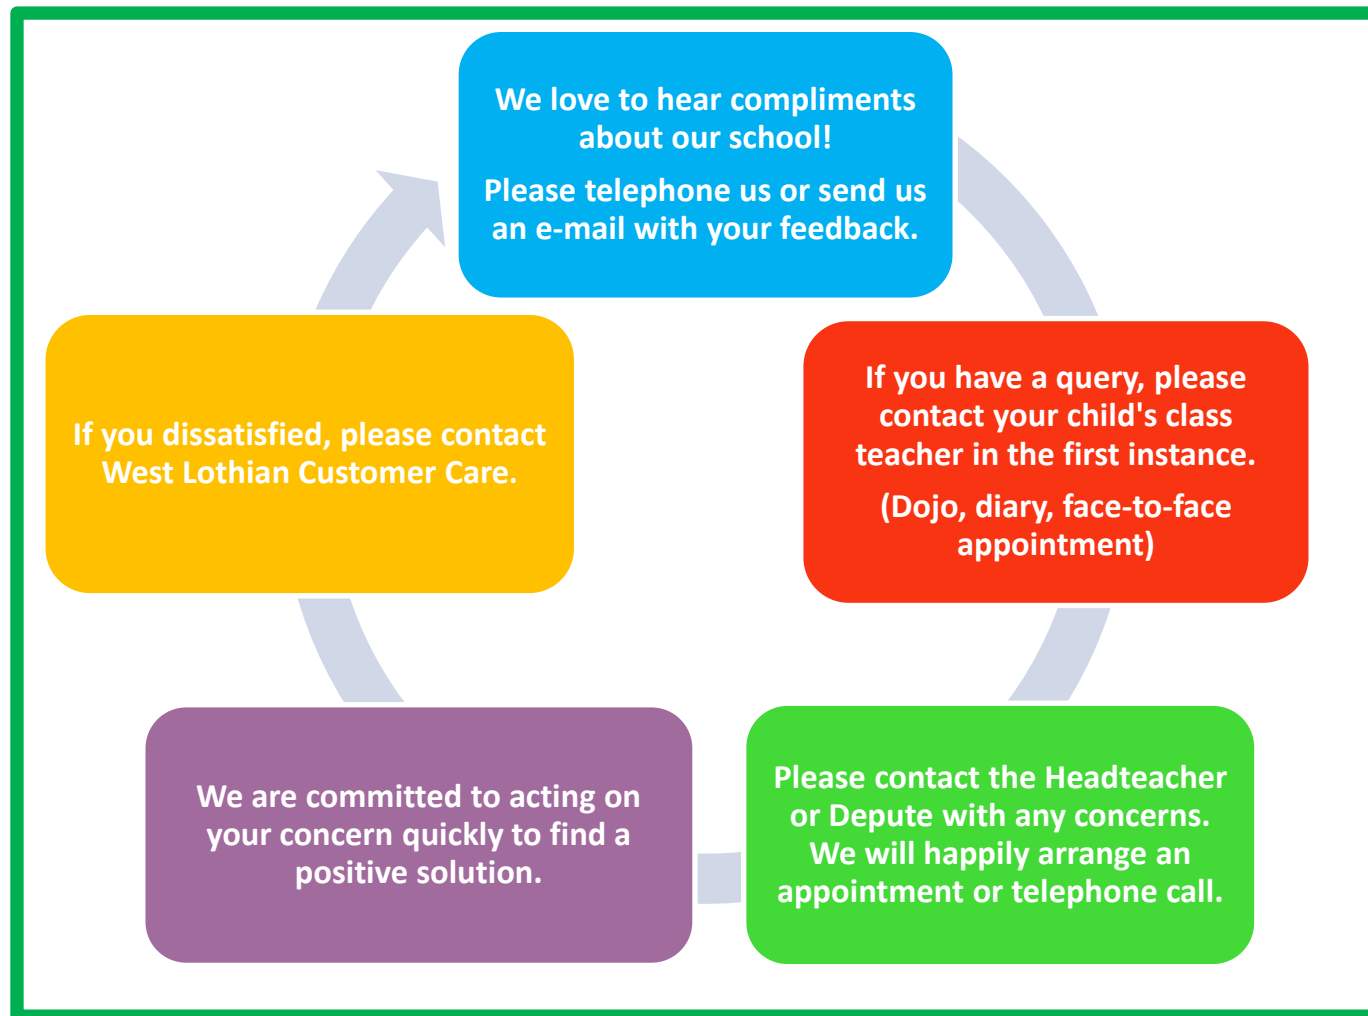 We love to hear compliments
about our school!
Please telephone us or send us
an e-mail with your feedback.
If you have a query, please
contact your child's class
teacher in the first instance.
(Dojo, diary, face-to-face
appointment)
Please contact the Headteacher
or Depute with any concerns.
We will happily arrange an
appointment or telephone call.
We are committed to acting on
your concern quickly to find a
positive solution.
If you dissatisfied, please contact
West Lothian Customer Care.